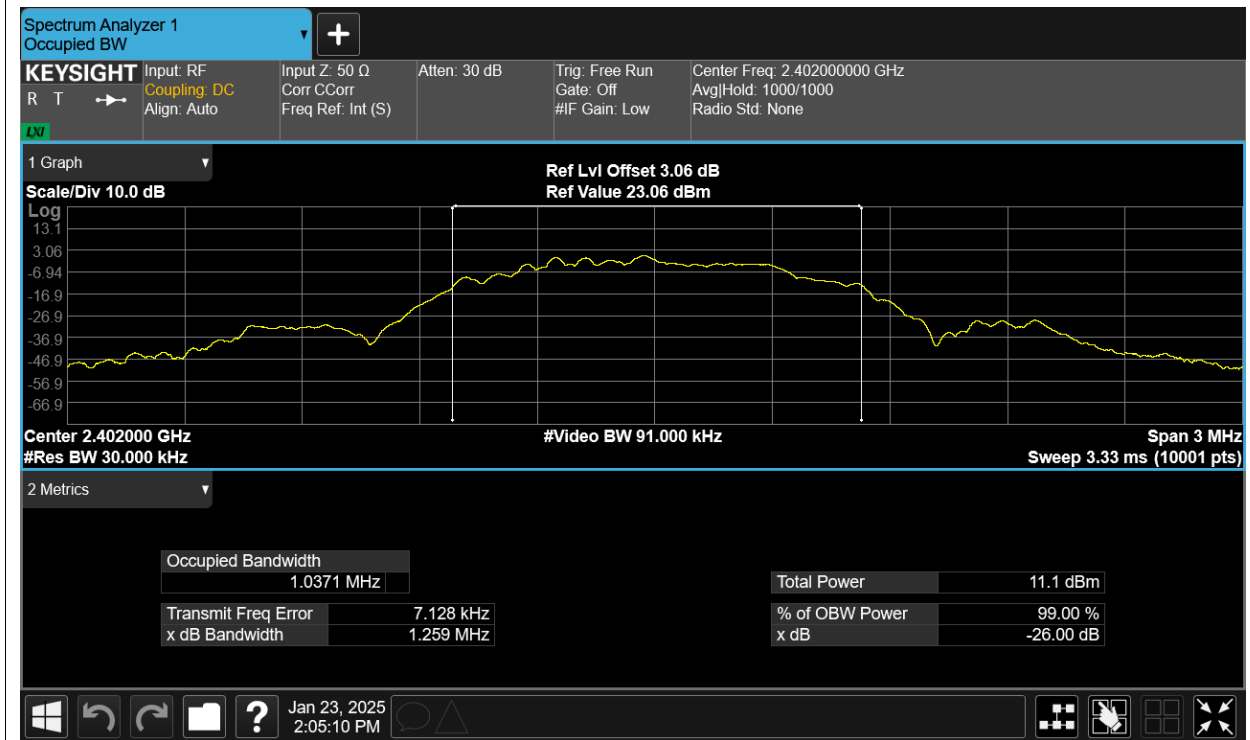 Spectrum Analyzer 1
Occupied BW
KEYSIGHT
R T
LXI
Input: RF
Coupling: DC
Align: Auto
Input Z: 50 Ω
Corr CCorr
Freq Ref: Int (S)
Atten: 30 dB
Trig: Free Run
Gate: Off
#IF Gain: Low
Center Freq: 2.402000000 GHz
Avg|Hold: 1000/1000
Radio Std: None
1 Graph
Scale/Div 10.0 dB
Ref Lvl Offset 3.06 dB
Ref Value 23.06 dBm
Log
13.1
3.06
-6.94
-16.9
-26.9
-36.9
-46.9
-56.9
-66.9
Center 2.402000 GHz
#Video BW 91.000 kHz
Span 3 MHz
#Res BW 30.000 kHz
Sweep 3.33 ms (10001 pts)
2 Metrics
Occupied Bandwidth
1.0371 MHz
Total Power 11.1 dBm
Transmit Freq Error 7.128 kHz
% of OBW Power 99.00 %
x dB Bandwidth 1.259 MHz
x dB -26.00 dB
?
Jan 23, 2025
2:05:10 PM